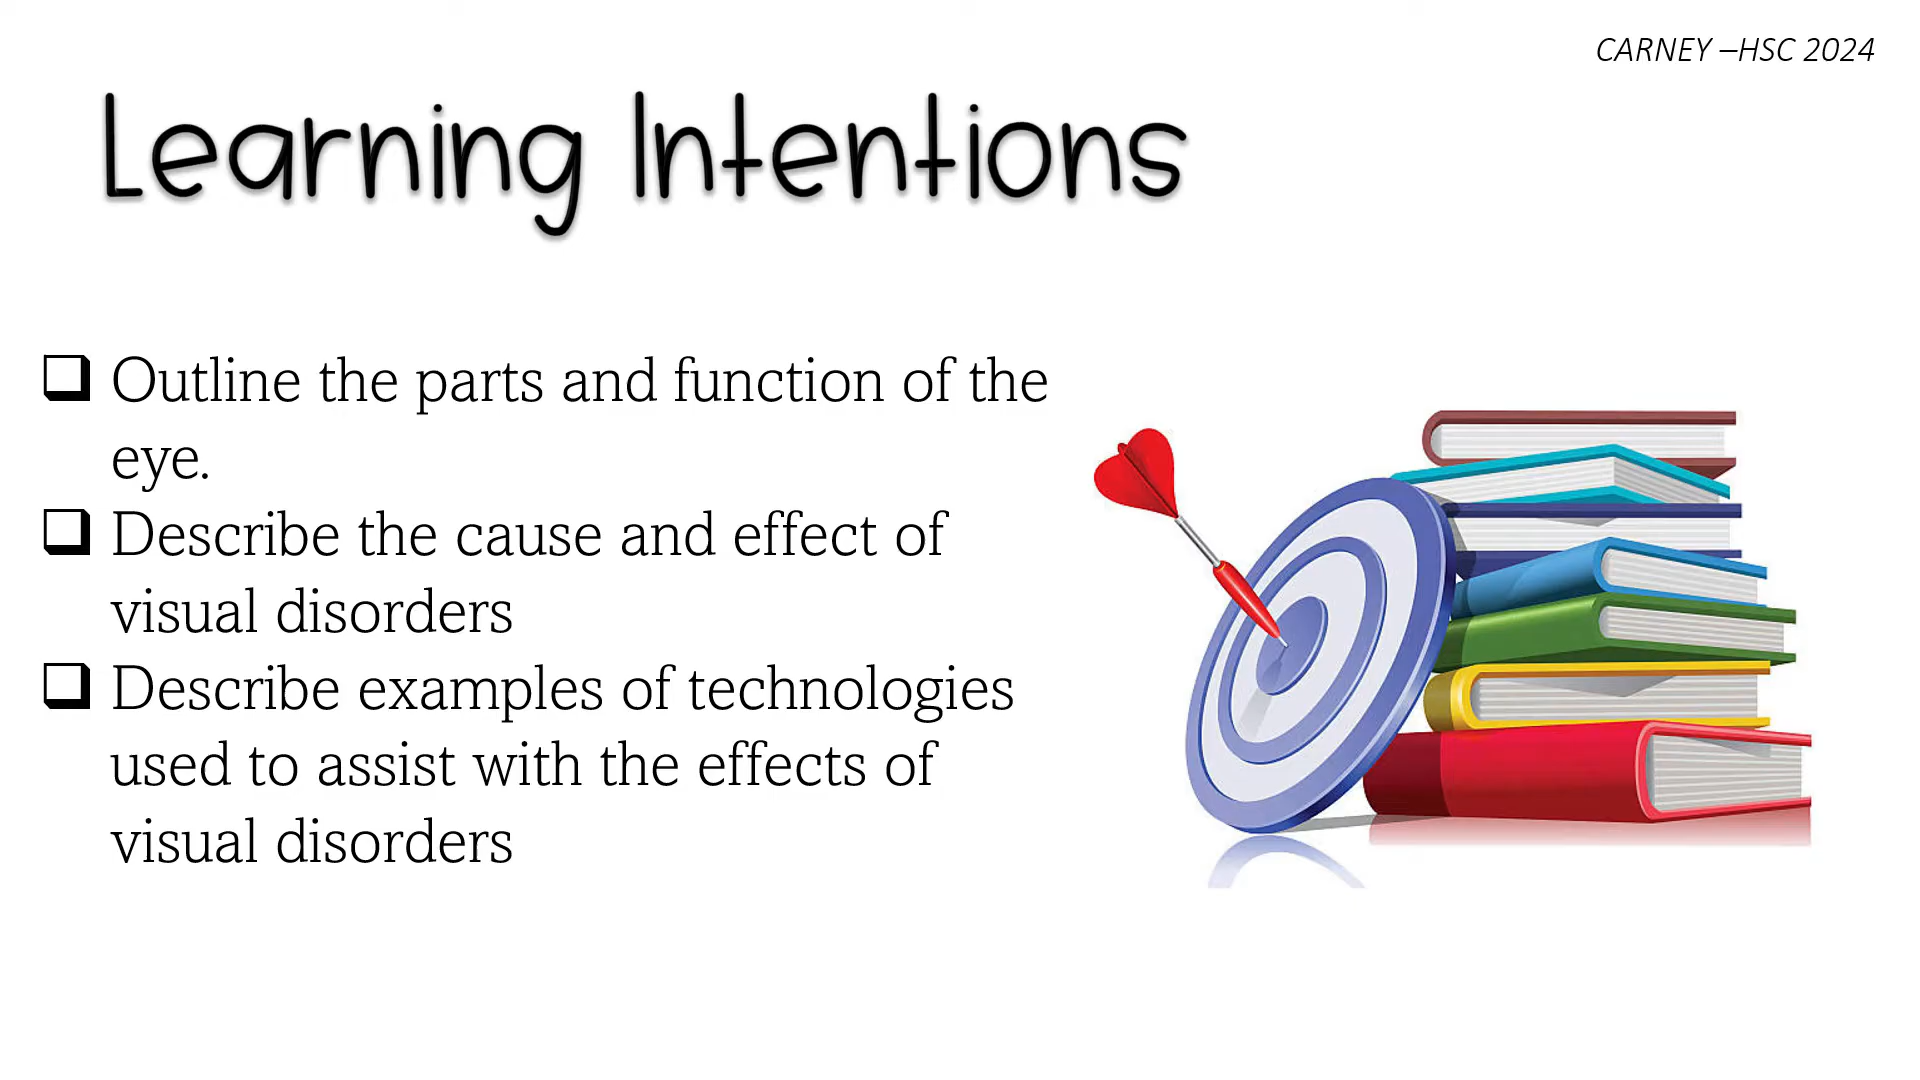 CARNEY –HSC 2024
Learning Intentions
❑ Outline the parts and function of the
eye.
❑ Describe the cause and effect of
visual disorders
❑ Describe examples of technologies
used to assist with the effects of
visual disorders